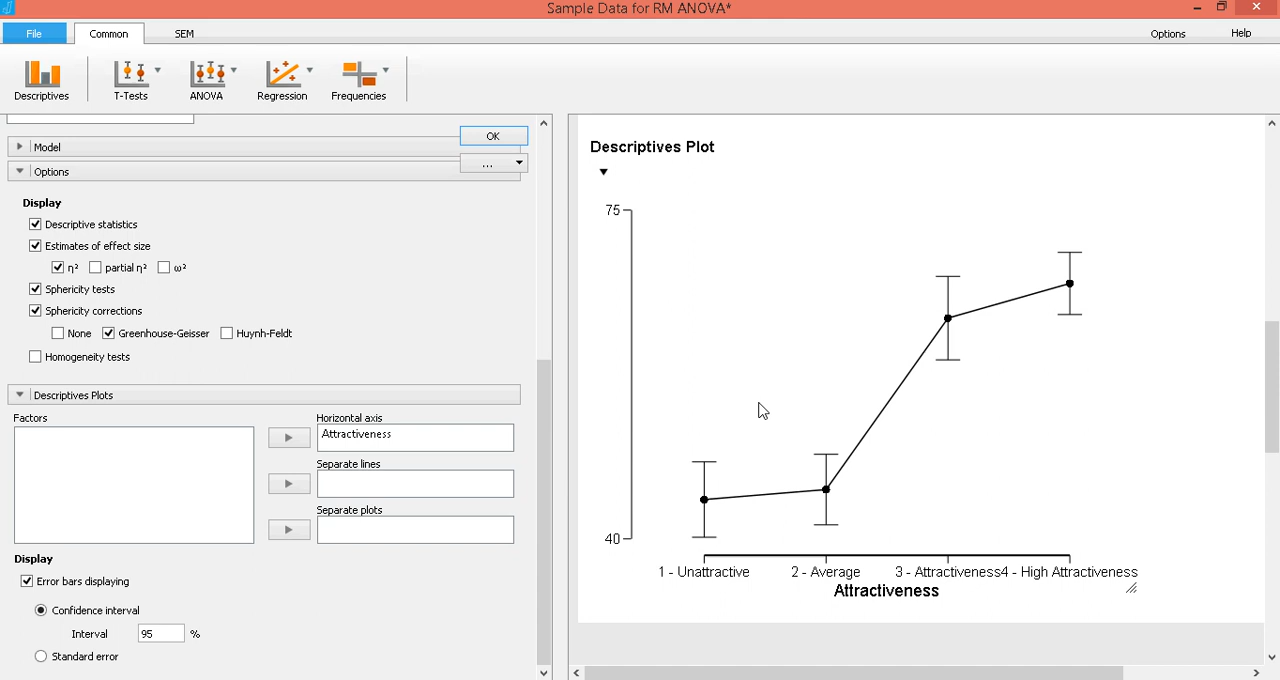 Sample Data for RM ANOVA*
File
Common
SEM
Options
Help
Descriptives
T-Tests
ANOVA
Regression
Frequencies
OK
...
Model
Options
Display
Descriptive statistics
Estimates of effect size
η² partial η² ω²
Sphericity tests
Sphericity corrections
None Greenhouse-Geisser Huynh-Feldt
Homogeneity tests
Descriptives Plots
Factors
Horizontal axis
Attractiveness
Separate lines
Separate plots
Display
Error bars displaying
Confidence interval
Interval 95 %
Standard error
Descriptives Plot
75
40
1 - Unattractive 2 - Average 3 - Attractiveness4 - High Attractiveness
Attractiveness